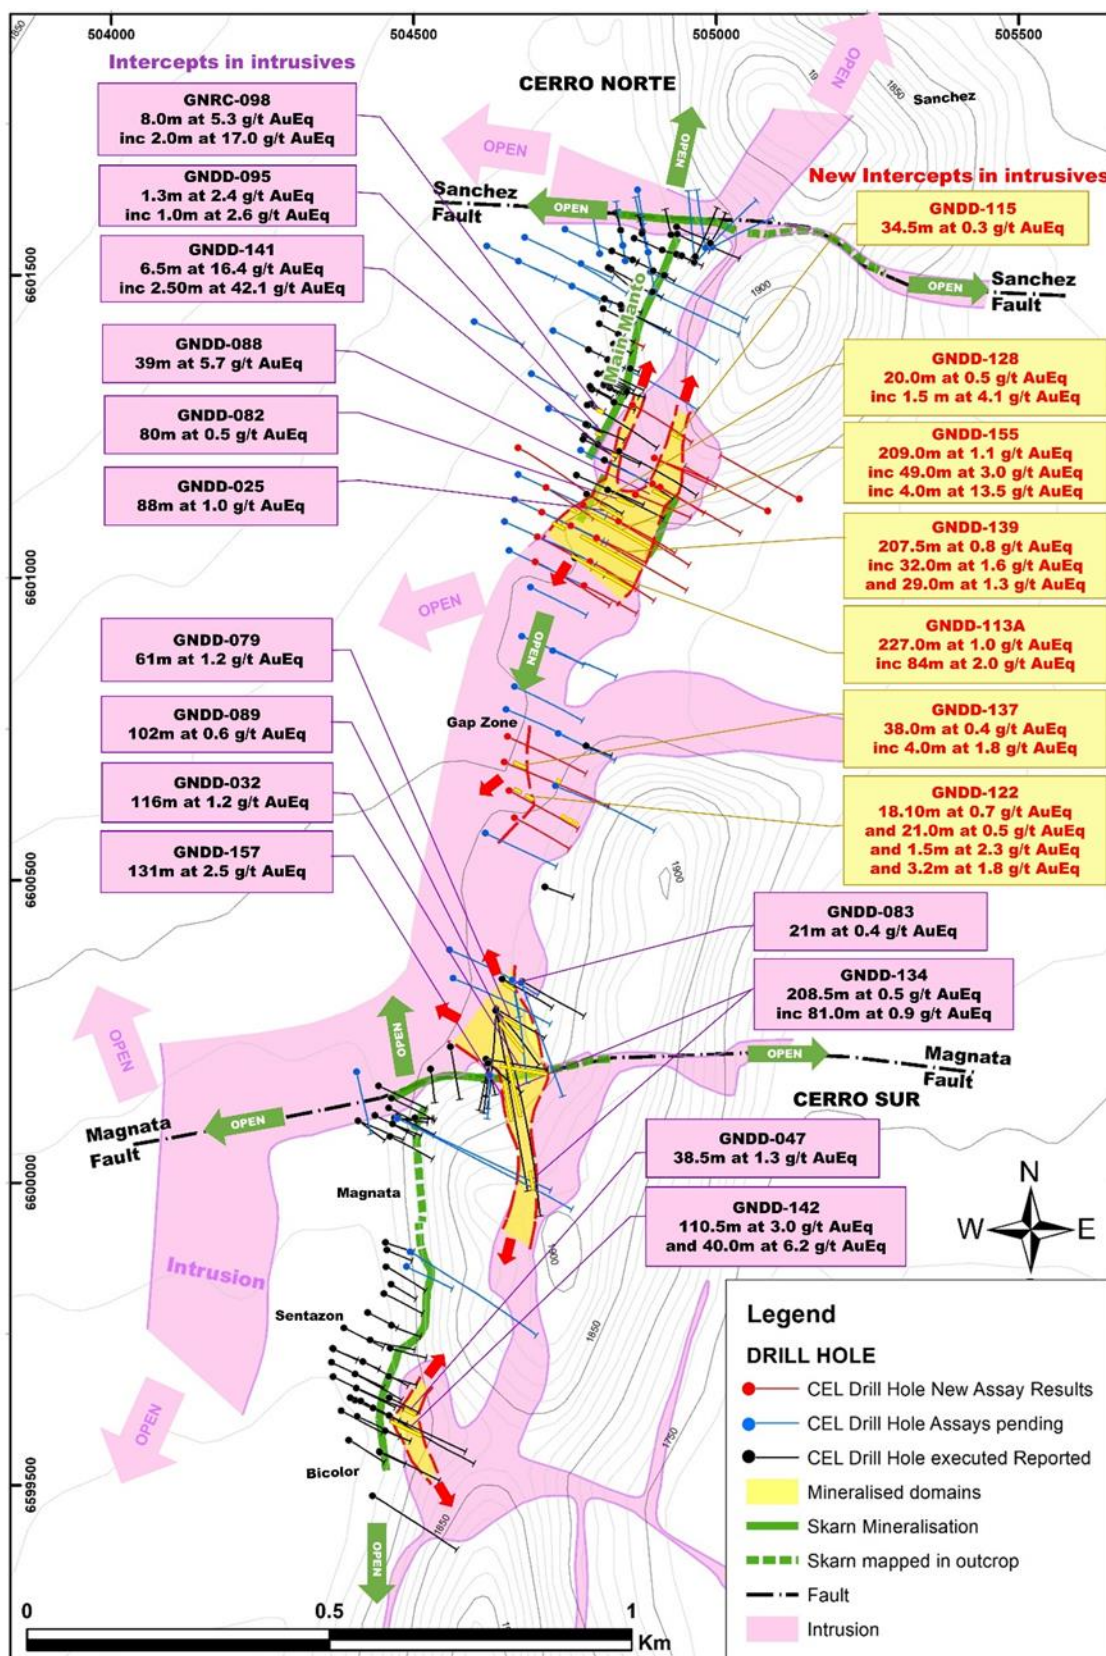 504000
504500
505000
505500
1850
Intercepts in intrusives
GNRC-098
8.0m at 5.3 g/t AuEq
inc 2.0m at 17.0 g/t AuEq
GNDD-095
1.3m at 2.4 g/t AuEq
inc 1.0m at 2.6 g/t AuEq
GNDD-141
6.5m at 16.4 g/t AuEq
inc 2.50m at 42.1 g/t AuEq
GNDD-088
39m at 5.7 g/t AuEq
GNDD-082
80m at 0.5 g/t AuEq
GNDD-025
88m at 1.0 g/t AuEq
GNDD-079
61m at 1.2 g/t AuEq
GNDD-089
102m at 0.6 g/t AuEq
GNDD-032
116m at 1.2 g/t AuEq
GNDD-157
131m at 2.5 g/t AuEq
CERRO NORTE
OPEN
OPEN
OPEN
1850
Sanchez
Sanchez
Fault
OPEN
Main Manto
1900
OPEN
Sanchez
Fault
New Intercepts in intrusives
GNDD-115
34.5m at 0.3 g/t AuEq
GNDD-128
20.0m at 0.5 g/t AuEq
inc 1.5 m at 4.1 g/t AuEq
GNDD-155
209.0m at 1.1 g/t AuEq
inc 49.0m at 3.0 g/t AuEq
inc 4.0m at 13.5 g/t AuEq
GNDD-139
207.5m at 0.8 g/t AuEq
inc 32.0m at 1.6 g/t AuEq
and 29.0m at 1.3 g/t AuEq
GNDD-113A
227.0m at 1.0 g/t AuEq
inc 84m at 2.0 g/t AuEq
GNDD-137
38.0m at 0.4 g/t AuEq
inc 4.0m at 1.8 g/t AuEq
GNDD-122
18.10m at 0.7 g/t AuEq
and 21.0m at 0.5 g/t AuEq
and 1.5m at 2.3 g/t AuEq
and 3.2m at 1.8 g/t AuEq
GNDD-083
21m at 0.4 g/t AuEq
GNDD-134
208.5m at 0.5 g/t AuEq
inc 81.0m at 0.9 g/t AuEq
GNDD-047
38.5m at 1.3 g/t AuEq
GNDD-142
110.5m at 3.0 g/t AuEq
and 40.0m at 6.2 g/t AuEq
6601500
6601000
6600500
6600000
6599500
OPEN
OPEN
Gap Zone
1900
OPEN
OPEN
OPEN
Magnata
Fault
CERRO SUR
OPEN
Magnata
Fault
Magnata
1900
Intrusion
Sentazon
1850
OPEN
Bicolor
1750
1850
OPEN
N
W
E
Legend
DRILL HOLE
CEL Drill Hole New Assay Results
CEL Drill Hole Assays pending
CEL Drill Hole executed Reported
Mineralised domains
Skarn Mineralisation
Skarn mapped in outcrop
Fault
Intrusion
0
0.5
1
Km